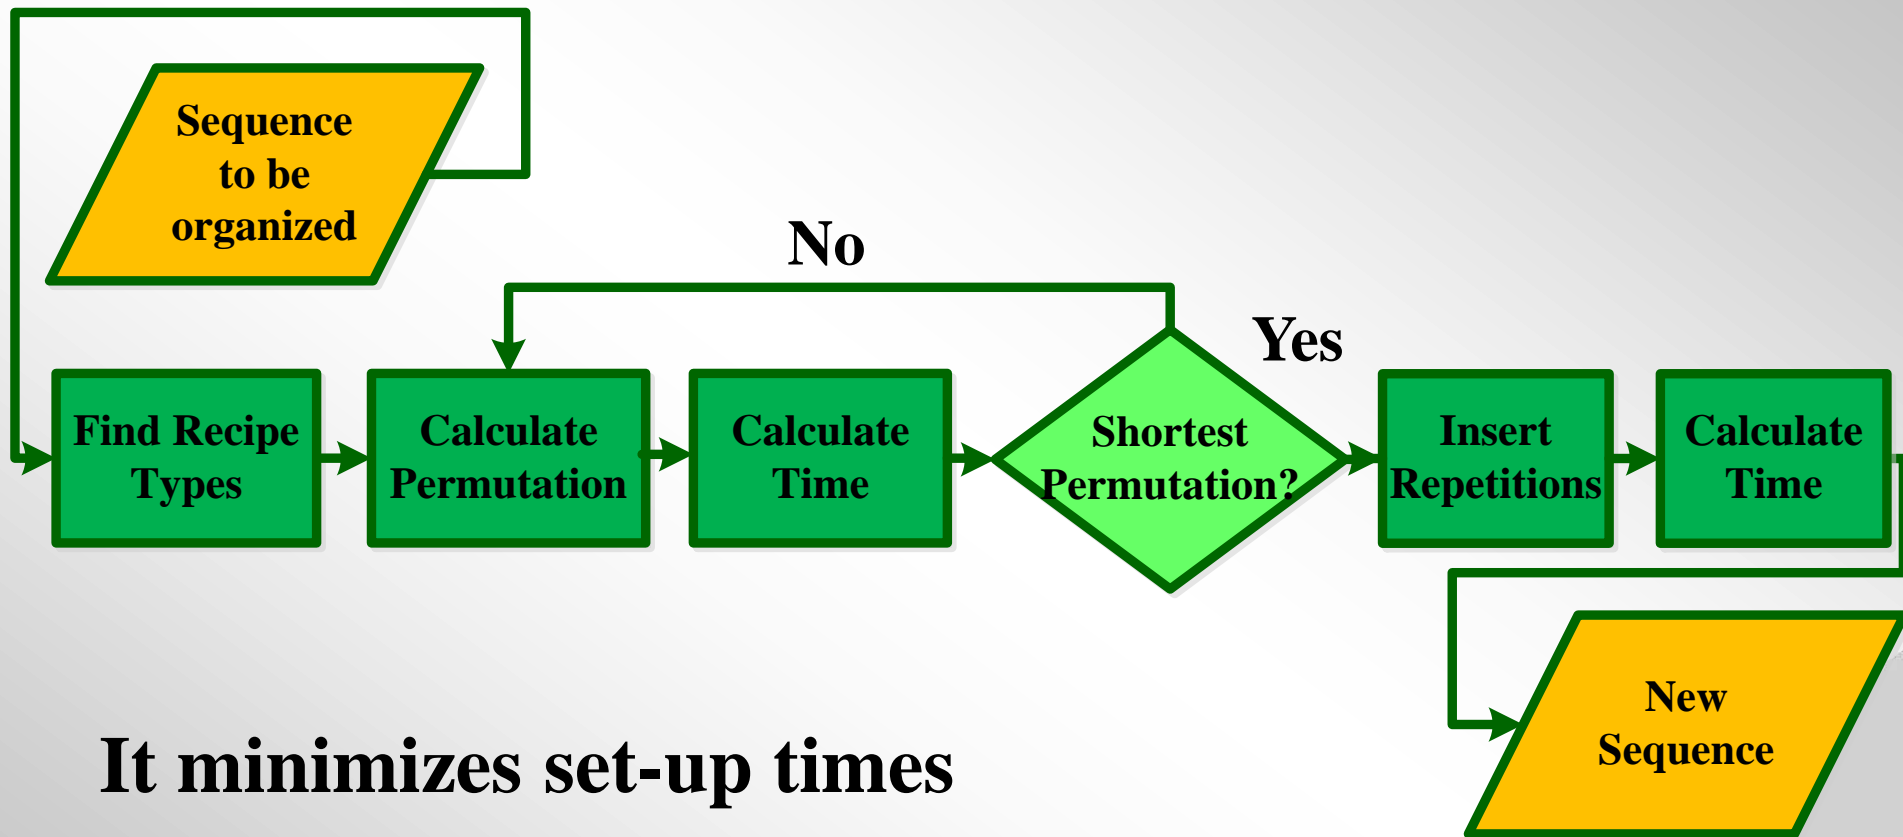 Sequence
to be
organized
No
Yes
Find Recipe
Types
Calculate
Permutation
Calculate
Time
Shortest
Permutation?
Insert
Repetitions
Calculate
Time
New
Sequence
It minimizes set-up times